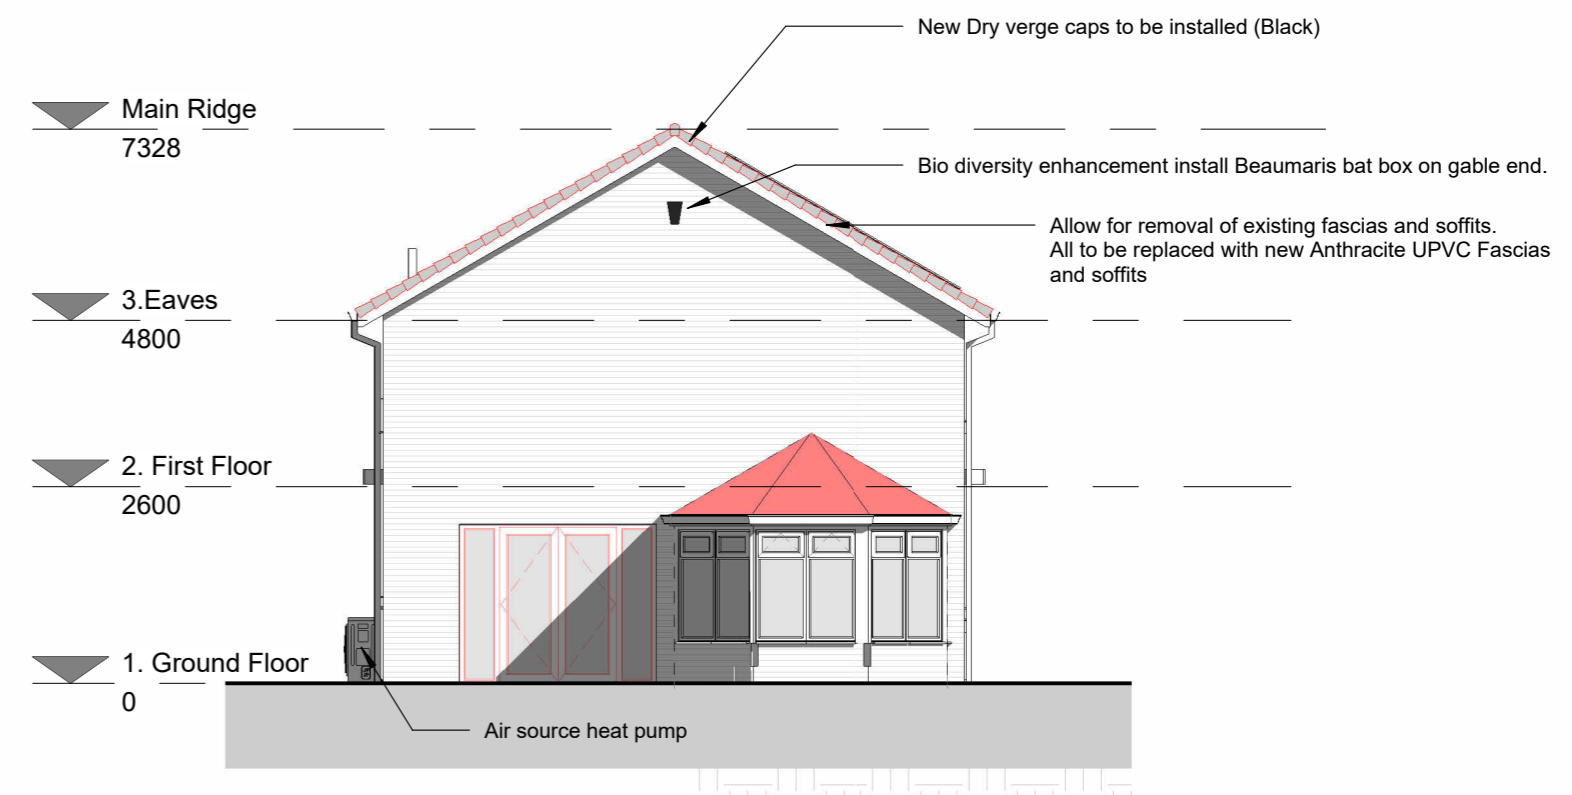 New Dry verge caps to be installed (Black)
Main Ridge
7328
Bio diversity enhancement install Beaumaris bat box on gable end.
Allow for removal of existing fascias and soffits.
All to be replaced with new Anthracite UPVC Fascias
and soffits
3.Eaves
4800
2. First Floor
2600
1. Ground Floor
0
Air source heat pump